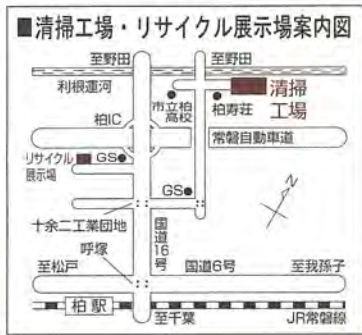 ■清掃工場・リサイクル展示場案内図
至野田
至野田
利根運河
市立柏
高校
柏寿荘
清掃
工場
柏IC
常磐自動車道
リサイクル
展示場
GS
GS
N
十余二工業団地
国道16号
呼塚
至松戸
国道6号
至我孫子
柏駅
至千葉
JR常磐線